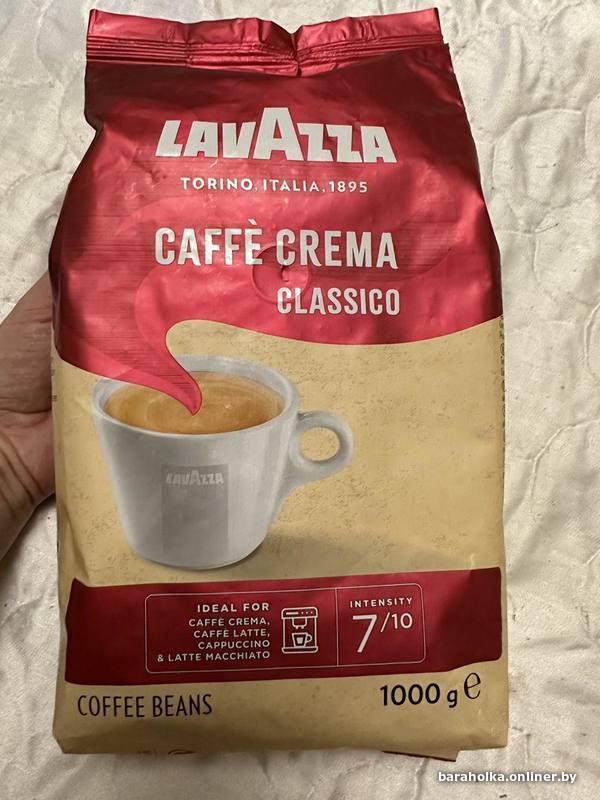 LAVAZZA
TORINO, ITALIA, 1895
CAFFÈ CREMA
CLASSICO
LAVAZZA
IDEAL FOR
CAFFÈ CREMA,
CAFFÈ LATTE,
CAPPUCCINO
& LATTE MACCHIATO
INTENSITY
7/10
COFFEE BEANS
1000 g e
baraholka.onliner.by